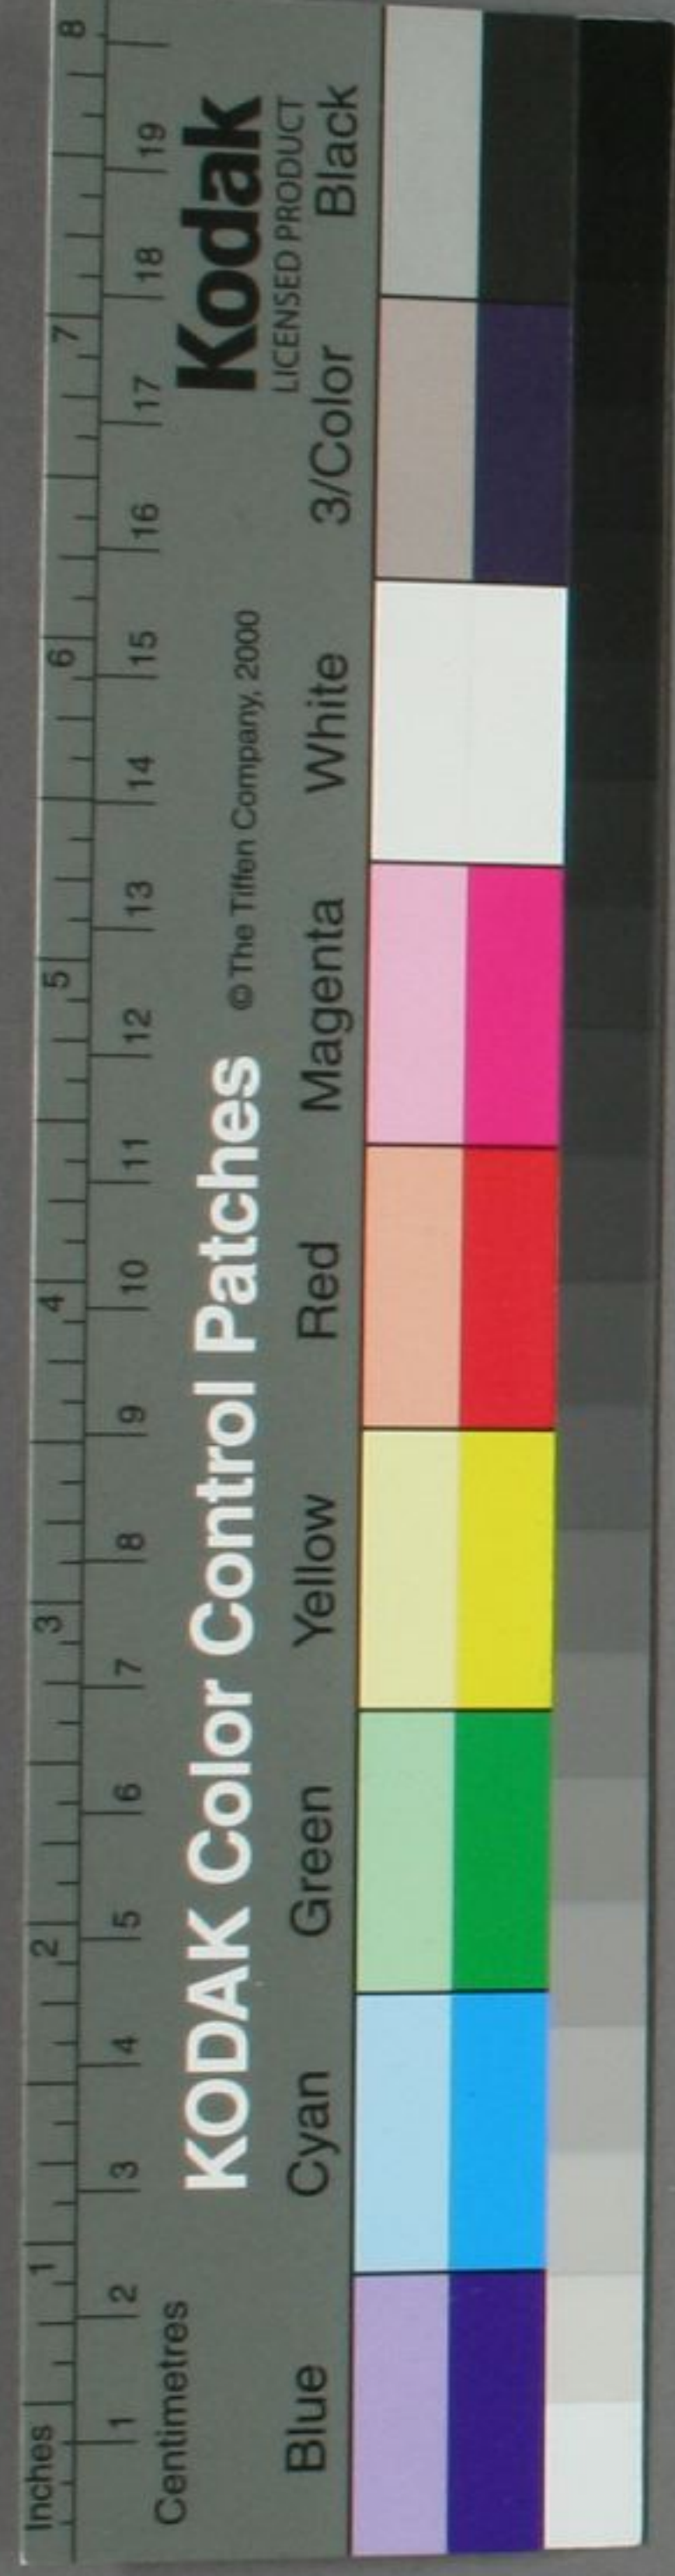 Inches 1 2 3 4 5 6 7 8
Centimetres 1 2 3 4 5 6 7 8 9 10 11 12 13 14 15 16 17 18 19
KODAK Color Control Patches © The Tiffen Company, 2000 Kodak
LICENSED PRODUCT
Blue Cyan Green Yellow Red Magenta White 3/Color Black